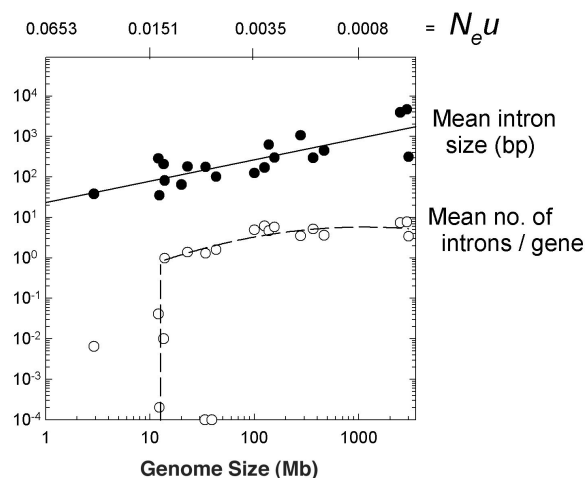 0.0653 0.0151 0.0035 0.0008 = Nₑu
10⁴
10³
10²
10¹
10⁰
10⁻¹
10⁻²
10⁻³
10⁻⁴
Mean intron
size (bp)
Mean no. of
introns / gene
1 10 100 1000
Genome Size (Mb)